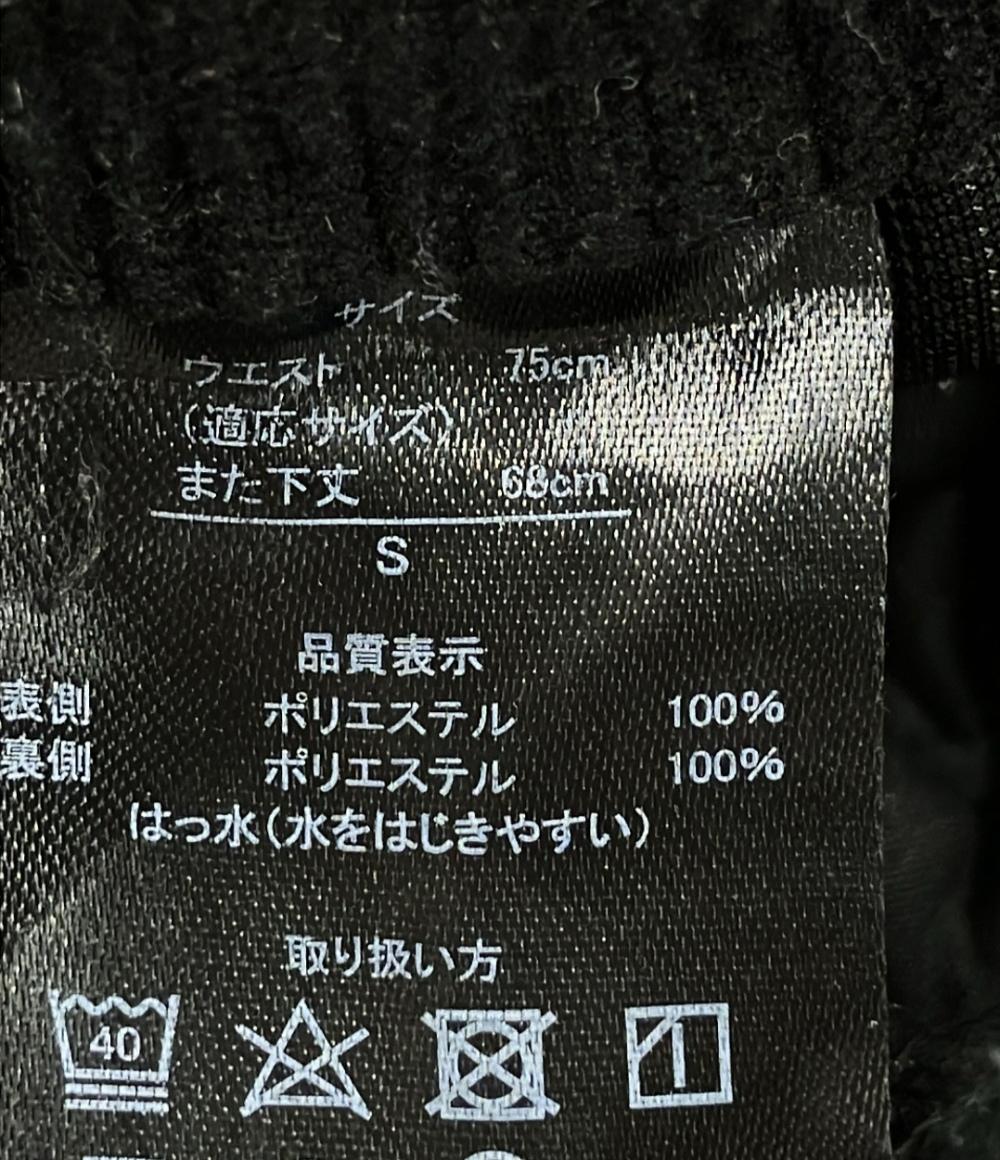 サイズ
ウエスト 75cm
(適応サイズ)
また下丈 68cm
S
品質表示
表側 ポリエステル 100%
裏側 ポリエステル 100%
はっ水(水をはじきやすい)
取り扱い方
40